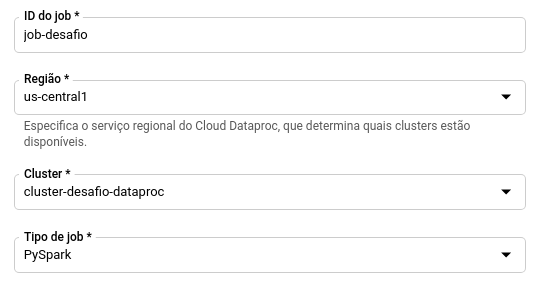 ID do job *
job-desafio
Região *
us-central1
Especifica o serviço regional do Cloud Dataproc, que determina quais clusters estão
disponíveis.
Cluster *
cluster-desafio-dataproc
Tipo de job *
PySpark